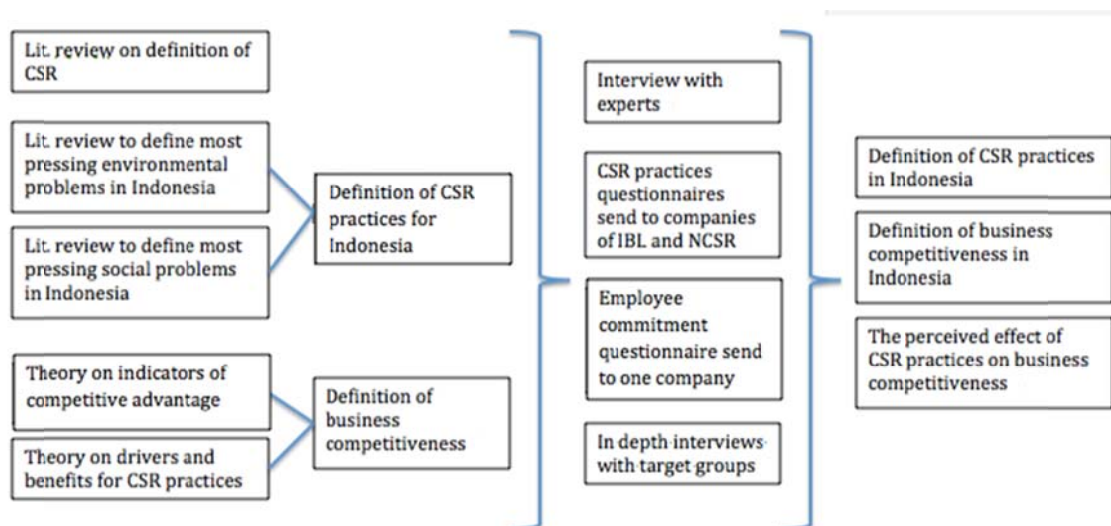 Lit. review on definition of
CSR
Lit. review to define most
pressing environmental
problems in Indonesia
Lit. review to define most
pressing social problems
in Indonesia
Theory on indicators of
competitive advantage
Theory on drivers and
benefits for CSR practices
Definition of CSR
practices for
Indonesia
Definition of
business
competitiveness
Interview with
experts
CSR practices
questionnaires
send to companies
of IBL and NCSR
Employee
commitment
questionnaire send
to one company
In depth interviews
with target groups
Definition of CSR practices
in Indonesia
Definition of business
competitiveness in
Indonesia
The perceived effect of
CSR practices on business
competitiveness